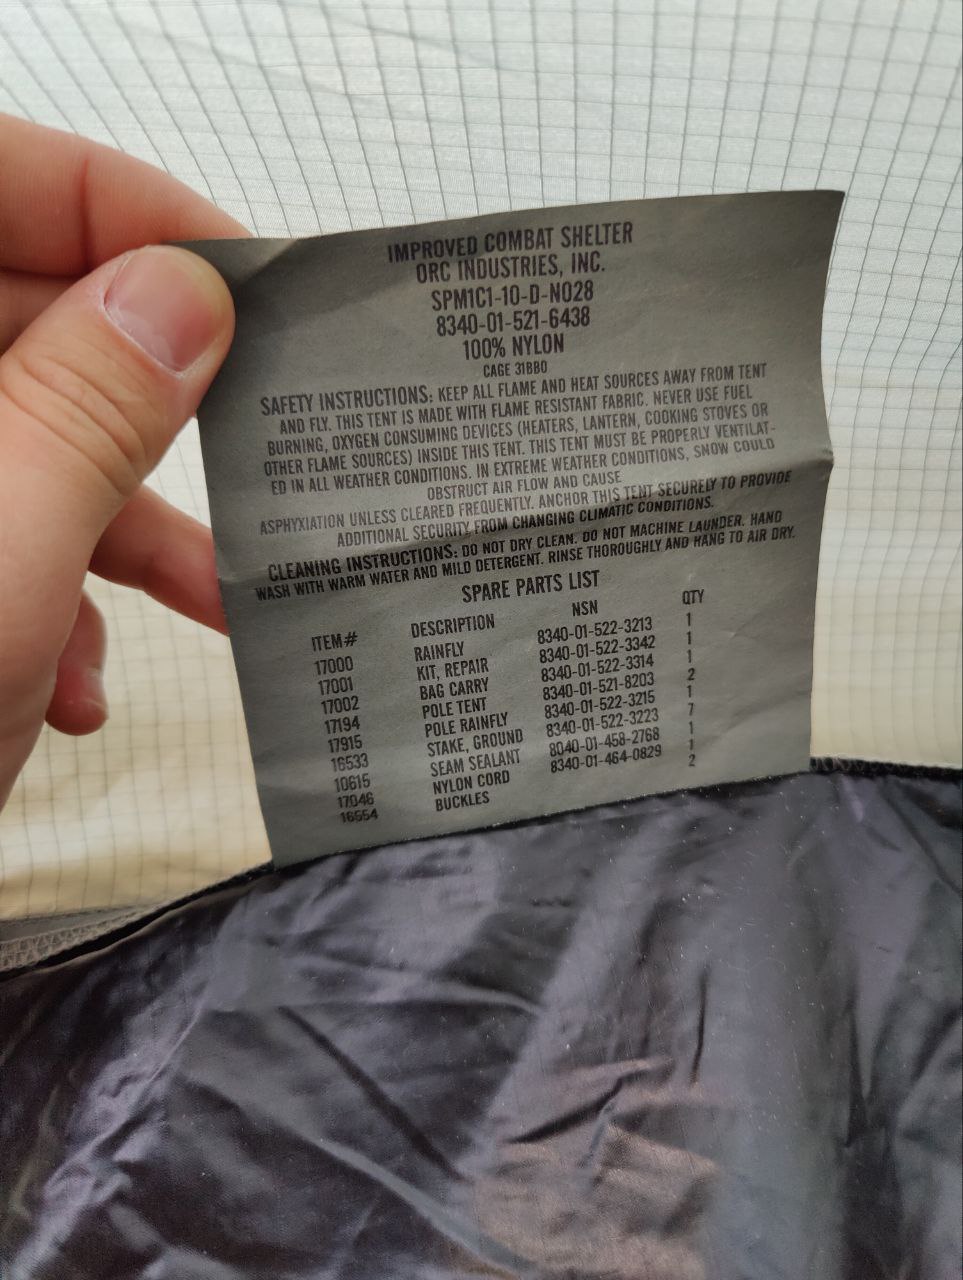 IMPROVED COMBAT SHELTER
ORC INDUSTRIES, INC.
SPM1C1-10-D-N028
8340-01-521-6438
100% NYLON
CAGE 31BB0
SAFETY INSTRUCTIONS: KEEP ALL FLAME AND HEAT SOURCES AWAY FROM TENT
AND FLY. THIS TENT IS MADE WITH FLAME RESISTANT FABRIC. NEVER USE FUEL
BURNING, OXYGEN CONSUMING DEVICES (HEATERS, LANTERN, COOKING STOVES OR
OTHER FLAME SOURCES) INSIDE THIS TENT. THIS TENT MUST BE PROPERLY VENTILAT-
ED IN ALL WEATHER CONDITIONS. IN EXTREME WEATHER CONDITIONS, SNOW COULD
OBSTRUCT AIR FLOW AND CAUSE
ASPHYXIATION UNLESS CLEARED FREQUENTLY. ANCHOR THIS TENT SECURELY TO PROVIDE
ADDITIONAL SECURITY FROM CHANGING CLIMATIC CONDITIONS.
CLEANING INSTRUCTIONS: DO NOT DRY CLEAN. DO NOT MACHINE LAUNDER. HAND
WASH WITH WARM WATER AND MILD DETERGENT. RINSE THOROUGHLY AND HANG TO AIR DRY.
SPARE PARTS LIST
ITEM# DESCRIPTION NSN QTY
17000 RAINFLY 8340-01-522-3213 1
17001 KIT, REPAIR 8340-01-522-3342 1
17002 BAG CARRY 8340-01-522-3314 1
17194 POLE TENT 8340-01-521-8203 2
17915 POLE RAINFLY 8340-01-522-3215 1
16533 STAKE, GROUND 8340-01-522-3223 7
10615 SEAM SEALANT 8040-01-458-2768 1
17046 NYLON CORD 8340-01-464-0829 1
16554 BUCKLES 2